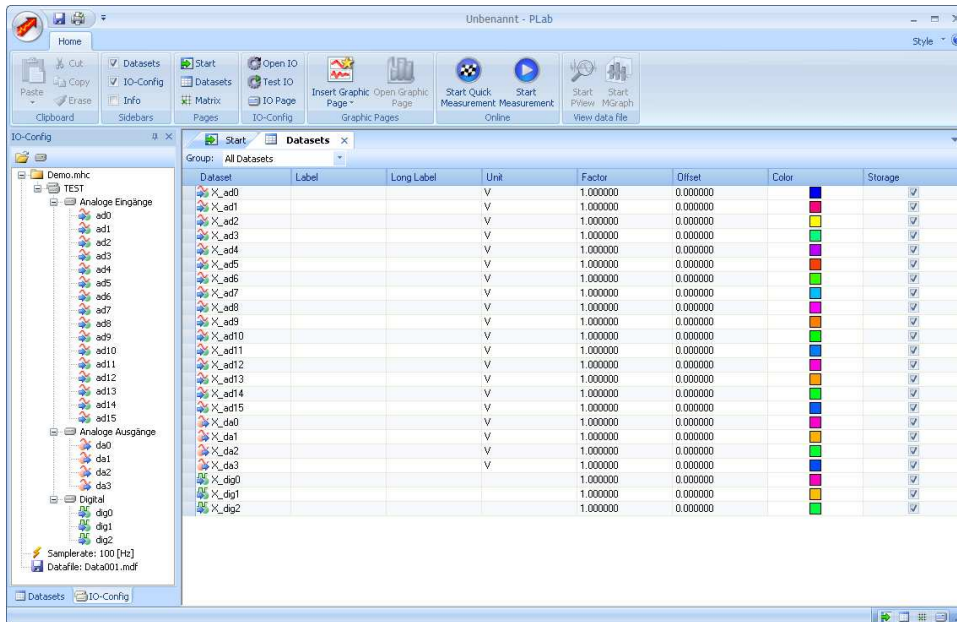 Unbenannt - PLab
Home
Style
Paste
Cut
Copy
Erase
Clipboard
Datasets
IO-Config
Info
Sidebars
Start
Datasets
Matrix
Pages
Open IO
Test IO
IO Page
IO-Config
Insert Graphic Page
Open Graphic Page
Graphic Pages
Start Quick Measurement
Start Measurement
Online
Start PView
Start MGraph
View data file
IO-Config
Demo.mhc
TEST
Analoge Eingänge
ad0
ad1
ad2
ad3
ad4
ad5
ad6
ad7
ad8
ad9
ad10
ad11
ad12
ad13
ad14
ad15
Analoge Ausgänge
da0
da1
da2
da3
Digital
dig0
dig1
dig2
Samplerate: 100 [Hz]
Datafile: Data001.mdf
Datasets
IO-Config
Start
Datasets
Group: All Datasets
Dataset Label Long Label Unit Factor Offset Color Storage
X_ad0 V 1.000000 0.000000
X_ad1 V 1.000000 0.000000
X_ad2 V 1.000000 0.000000
X_ad3 V 1.000000 0.000000
X_ad4 V 1.000000 0.000000
X_ad5 V 1.000000 0.000000
X_ad6 V 1.000000 0.000000
X_ad7 V 1.000000 0.000000
X_ad8 V 1.000000 0.000000
X_ad9 V 1.000000 0.000000
X_ad10 V 1.000000 0.000000
X_ad11 V 1.000000 0.000000
X_ad12 V 1.000000 0.000000
X_ad13 V 1.000000 0.000000
X_ad14 V 1.000000 0.000000
X_ad15 V 1.000000 0.000000
X_da0 V 1.000000 0.000000
X_da1 V 1.000000 0.000000
X_da2 V 1.000000 0.000000
X_da3 V 1.000000 0.000000
X_dig0 1.000000 0.000000
X_dig1 1.000000 0.000000
X_dig2 1.000000 0.000000